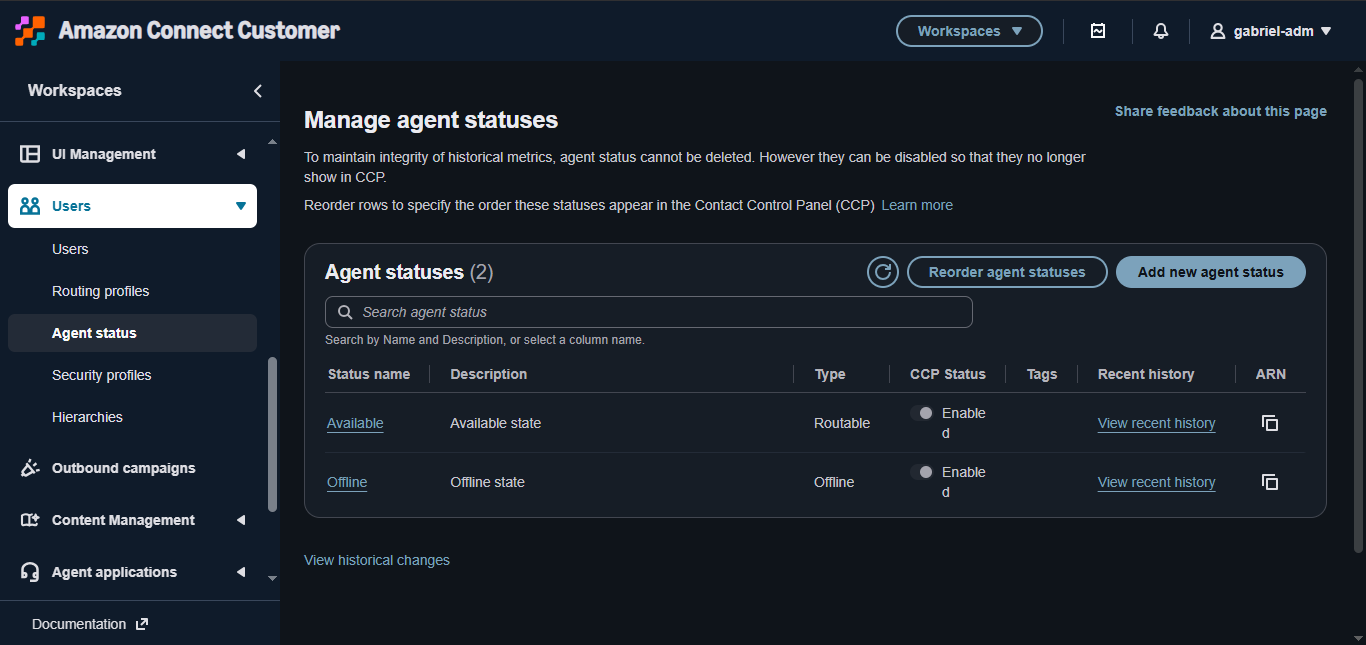 Amazon Connect Customer
Workspaces
gabriel-adm
Workspaces
UI Management
Users
Users
Routing profiles
Agent status
Security profiles
Hierarchies
Outbound campaigns
Content Management
Agent applications
Documentation
Manage agent statuses
Share feedback about this page
To maintain integrity of historical metrics, agent status cannot be deleted. However they can be disabled so that they no longer
show in CCP.
Reorder rows to specify the order these statuses appear in the Contact Control Panel (CCP) Learn more
Agent statuses (2)
Reorder agent statuses
Add new agent status
Search agent status
Search by Name and Description, or select a column name.
Status name Description Type CCP Status Tags Recent history ARN
Available Available state Routable Enable View recent history
d
Offline Offline state Offline Enable View recent history
d
View historical changes